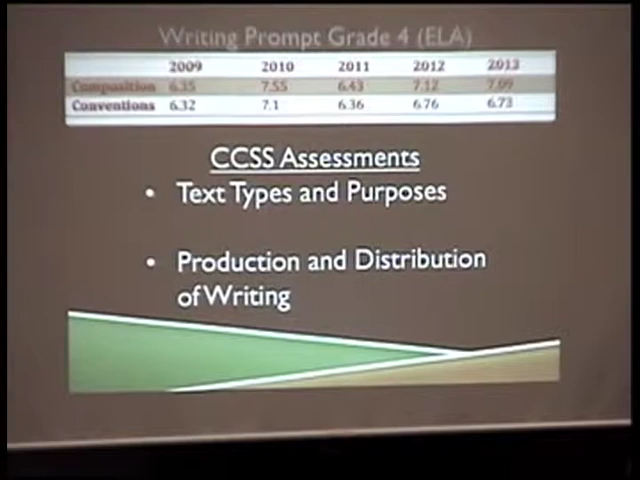 Writing Prompt Grade 4 (ELA)
2009 2010 2011 2012 2013
Composition 6.35 7.55 6.43 7.12 7.09
Conventions 6.32 7.1 6.36 6.76 6.73
CCSS Assessments
• Text Types and Purposes
• Production and Distribution
of Writing